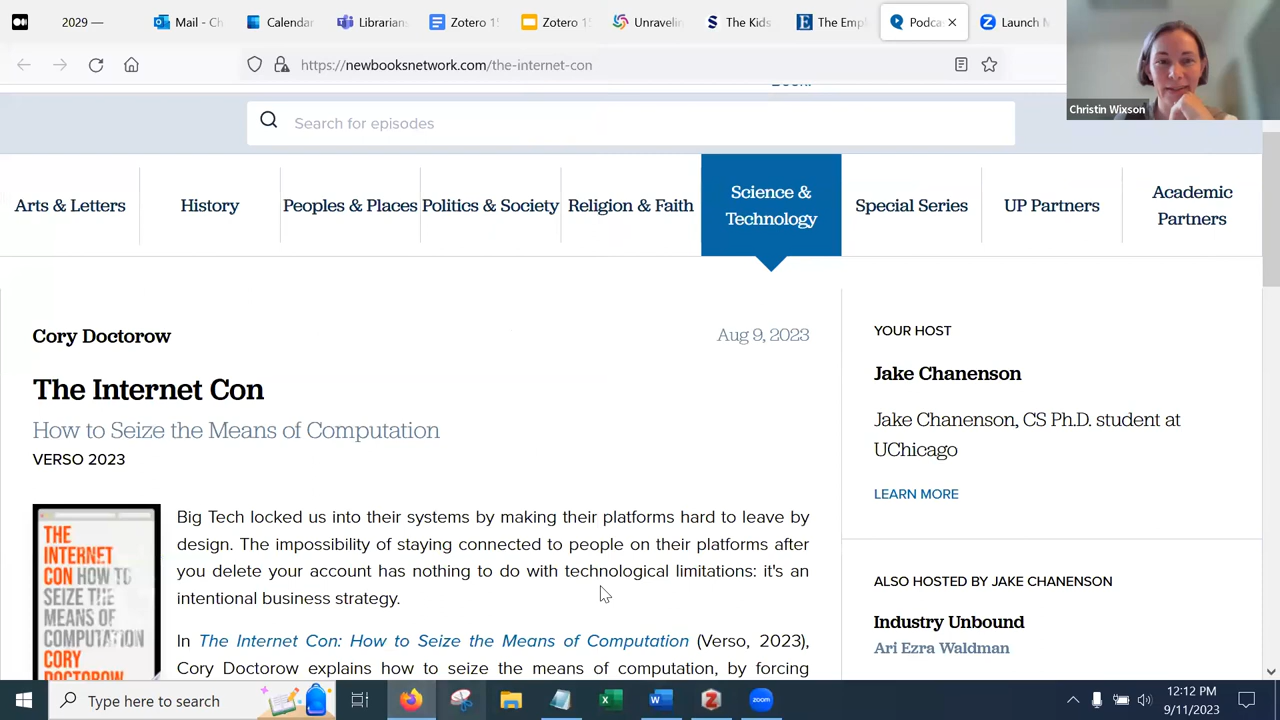 2029 —
Mail - Ch
Calendar
Librarians
Zotero 1
Zotero 1
Unraveli
The Kids
The Emp
Podca
Launch M
https://newbooksnetwork.com/the-internet-con
Christin Wixson
Search for episodes
Arts & Letters
History
Peoples & Places
Politics & Society
Religion & Faith
Science &
Technology
Special Series
UP Partners
Academic
Partners
Cory Doctorow
Aug 9, 2023
The Internet Con
How to Seize the Means of Computation
VERSO 2023
THE
INTERNET
CON HOW TO
SEIZE THE
MEANS OF
COMPUTATION
CORY
DOCTOROW
Big Tech locked us into their systems by making their platforms hard to leave by
design. The impossibility of staying connected to people on their platforms after
you delete your account has nothing to do with technological limitations: it's an
intentional business strategy.
In The Internet Con: How to Seize the Means of Computation (Verso, 2023),
Cory Doctorow explains how to seize the means of computation, by forcing
YOUR HOST
Jake Chanenson
Jake Chanenson, CS Ph.D. student at
UChicago
LEARN MORE
ALSO HOSTED BY JAKE CHANENSON
Industry Unbound
Ari Ezra Waldman
Type here to search
zoom
12:12 PM
9/11/2023